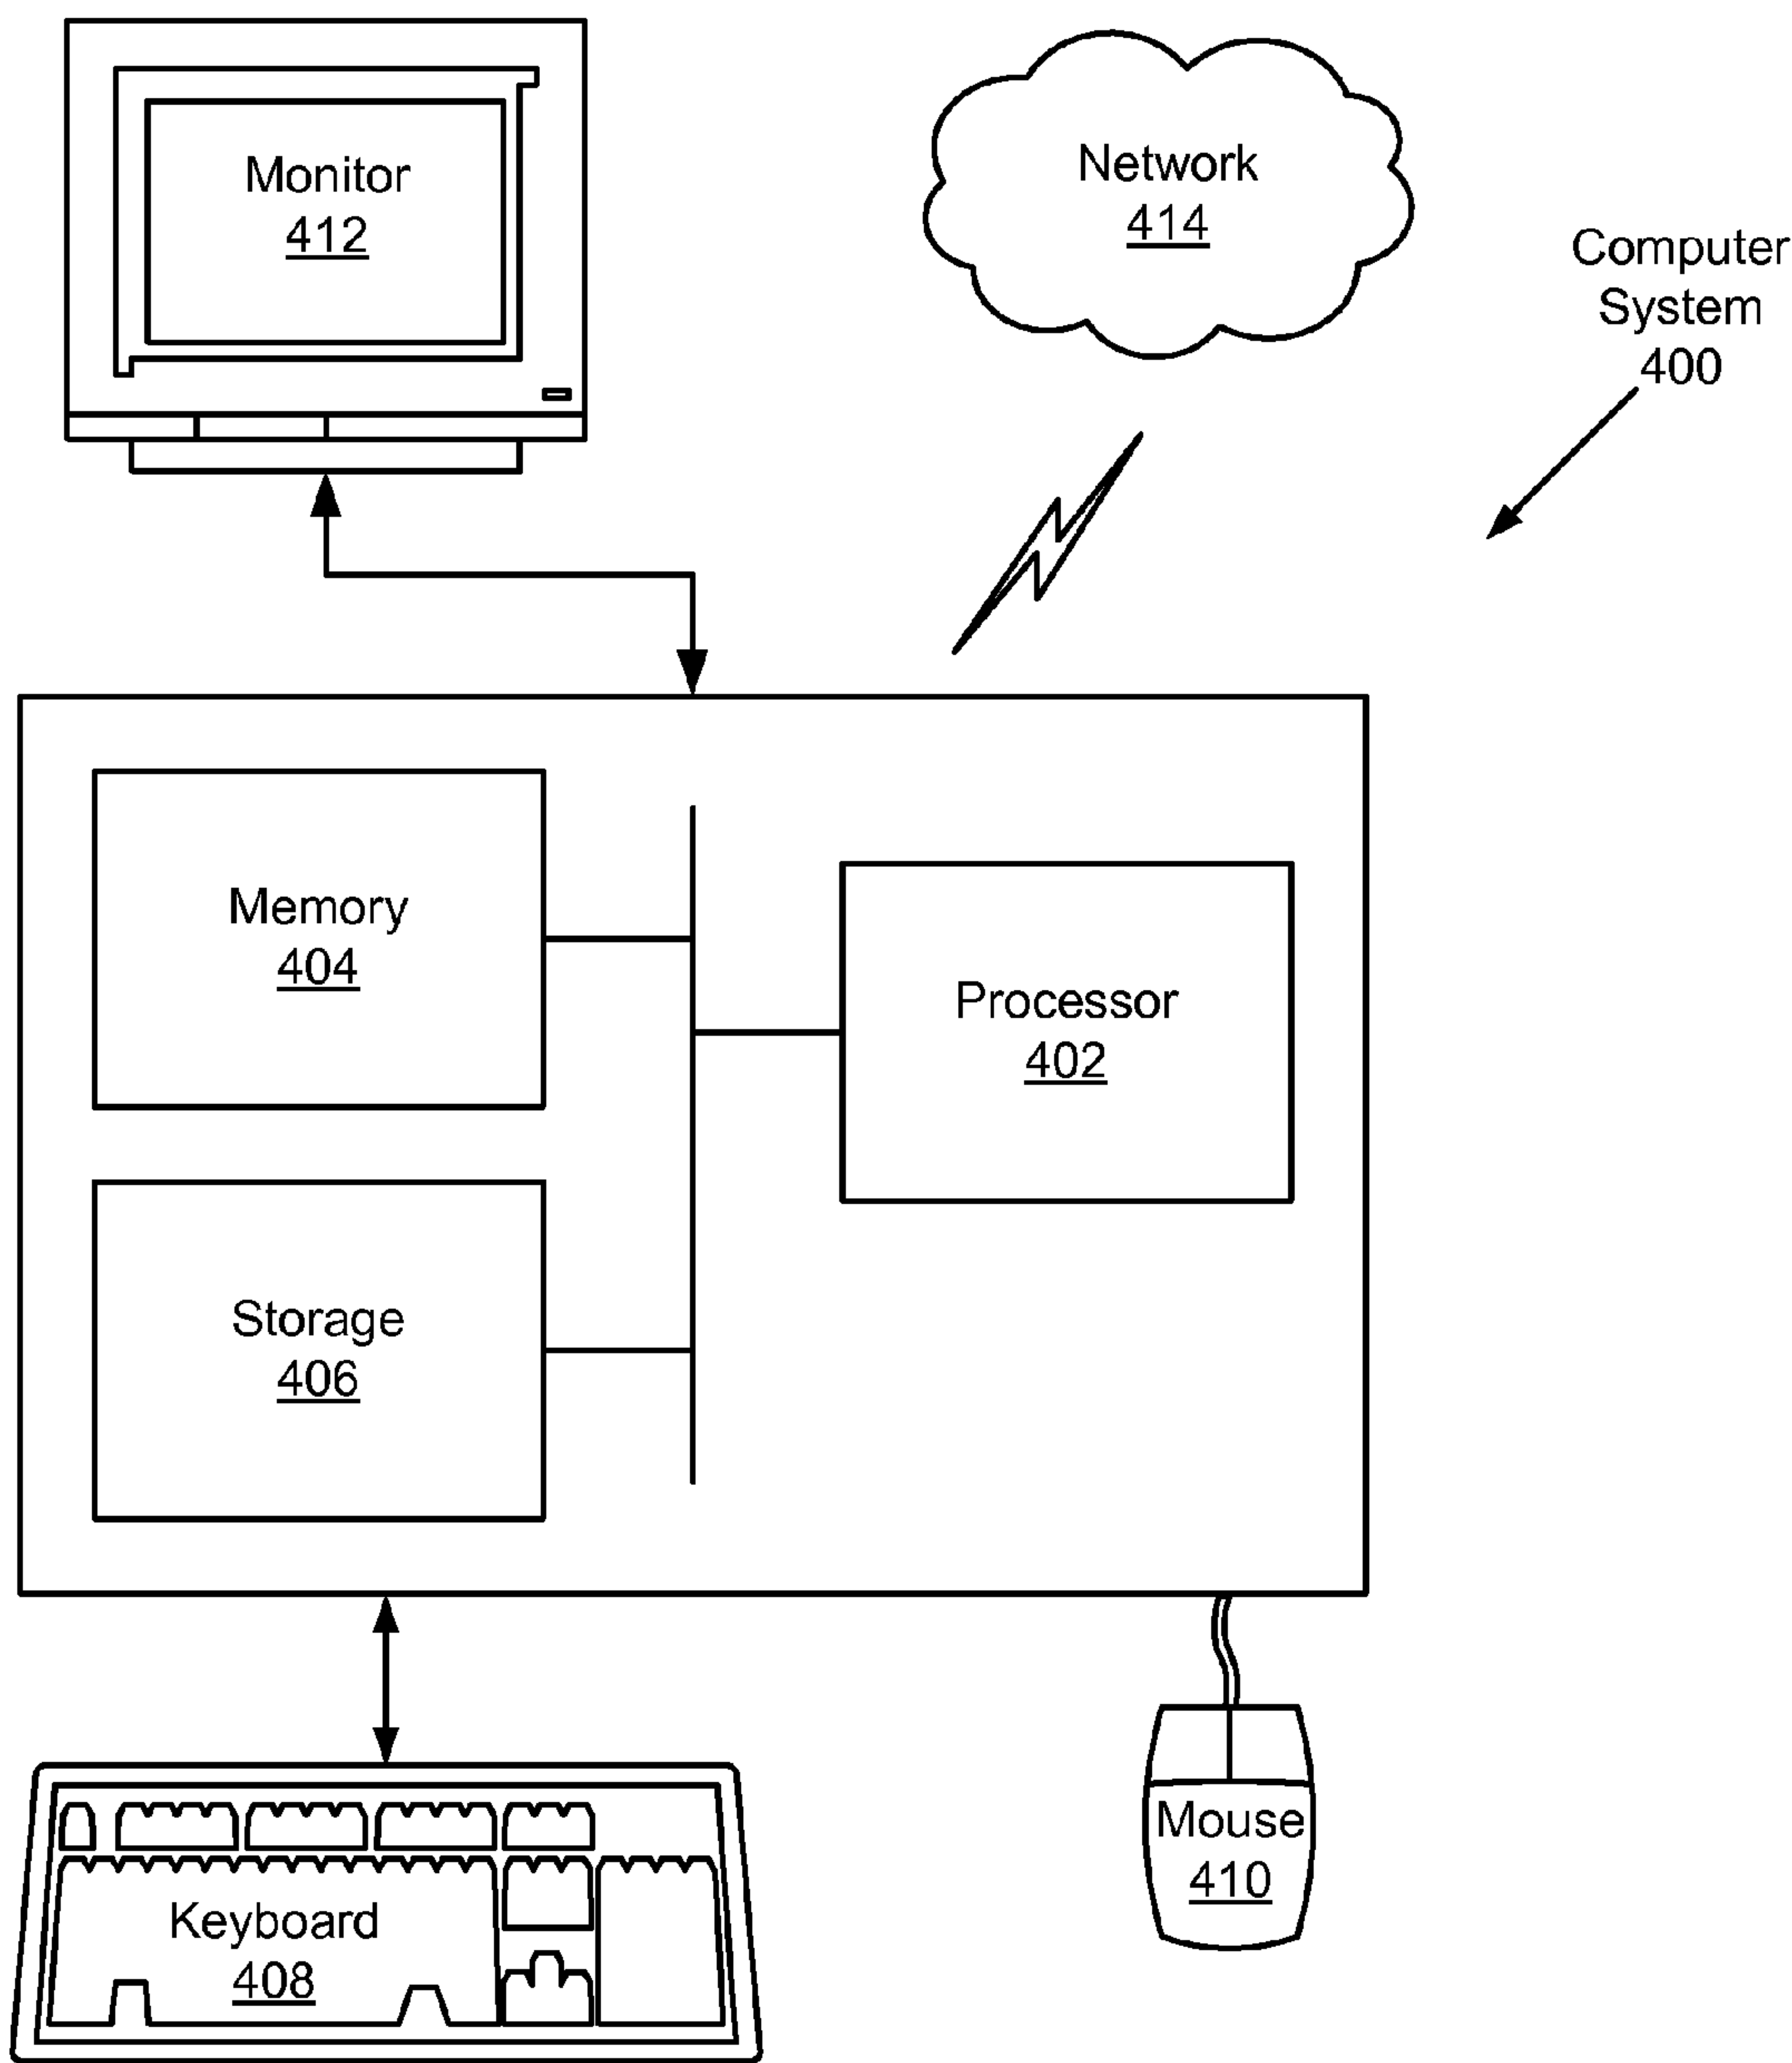 Monitor
412
Network
414
Computer
System
400
Memory
404
Processor
402
Storage
406
Mouse
410
Keyboard
408